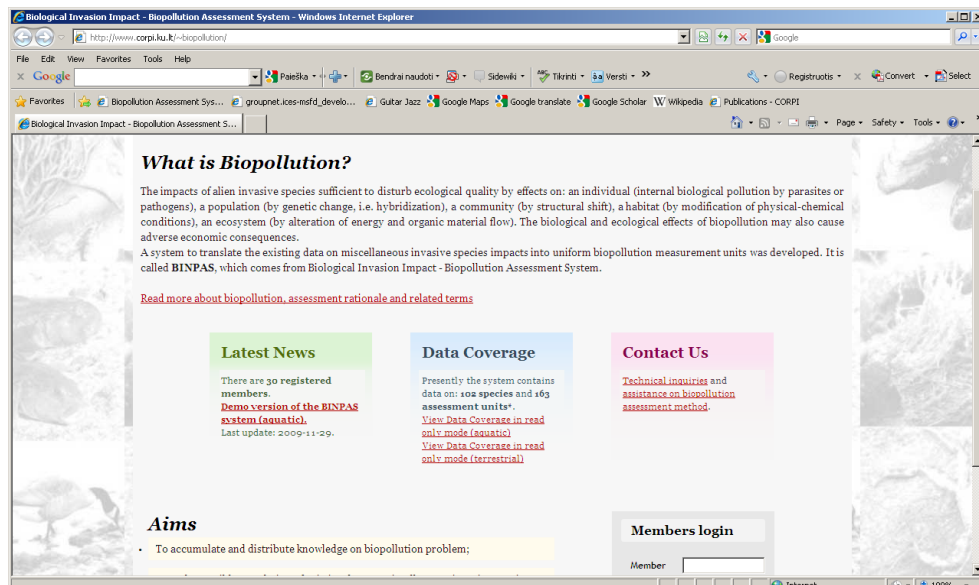 Biological Invasion Impact - Biopollution Assessment System - Windows Internet Explorer
http://www.corpi.ku.lt/~biopollution/
Google
File Edit View Favorites Tools Help
x Google Paieška Bendrai naudoti Sidewiki Tikrinti Versti » Registruotis x Convert Select
Favorites Biopollution Assessment Sys... groupnet.ices-msfd_develo... Guitar Jazz Google Maps Google translate Google Scholar W Wikipedia Publications - CORPI
Biological Invasion Impact - Biopollution Assessment S... Page Safety Tools »
What is Biopollution?
The impacts of alien invasive species sufficient to disturb ecological quality by effects on: an individual (internal biological pollution by parasites or
pathogens), a population (by genetic change, i.e. hybridization), a community (by structural shift), a habitat (by modification of physical-chemical
conditions), an ecosystem (by alteration of energy and organic material flow). The biological and ecological effects of biopollution may also cause
adverse economic consequences.
A system to translate the existing data on miscellaneous invasive species impacts into uniform biopollution measurement units was developed. It is
called BINPAS, which comes from Biological Invasion Impact - Biopollution Assessment System.
Read more about biopollution, assessment rationale and related terms
Latest News
There are 30 registered
members.
Demo version of the BINPAS
system (aquatic).
Last update: 2009-11-29.
Data Coverage
Presently the system contains
data on: 102 species and 163
assessment units*.
View Data Coverage in read
only mode (aquatic)
View Data Coverage in read
only mode (terrestrial)
Contact Us
Technical inquiries and
assistance on biopollution
assessment method.
Aims
• To accumulate and distribute knowledge on biopollution problem;
Members login
Member
Internet 100%